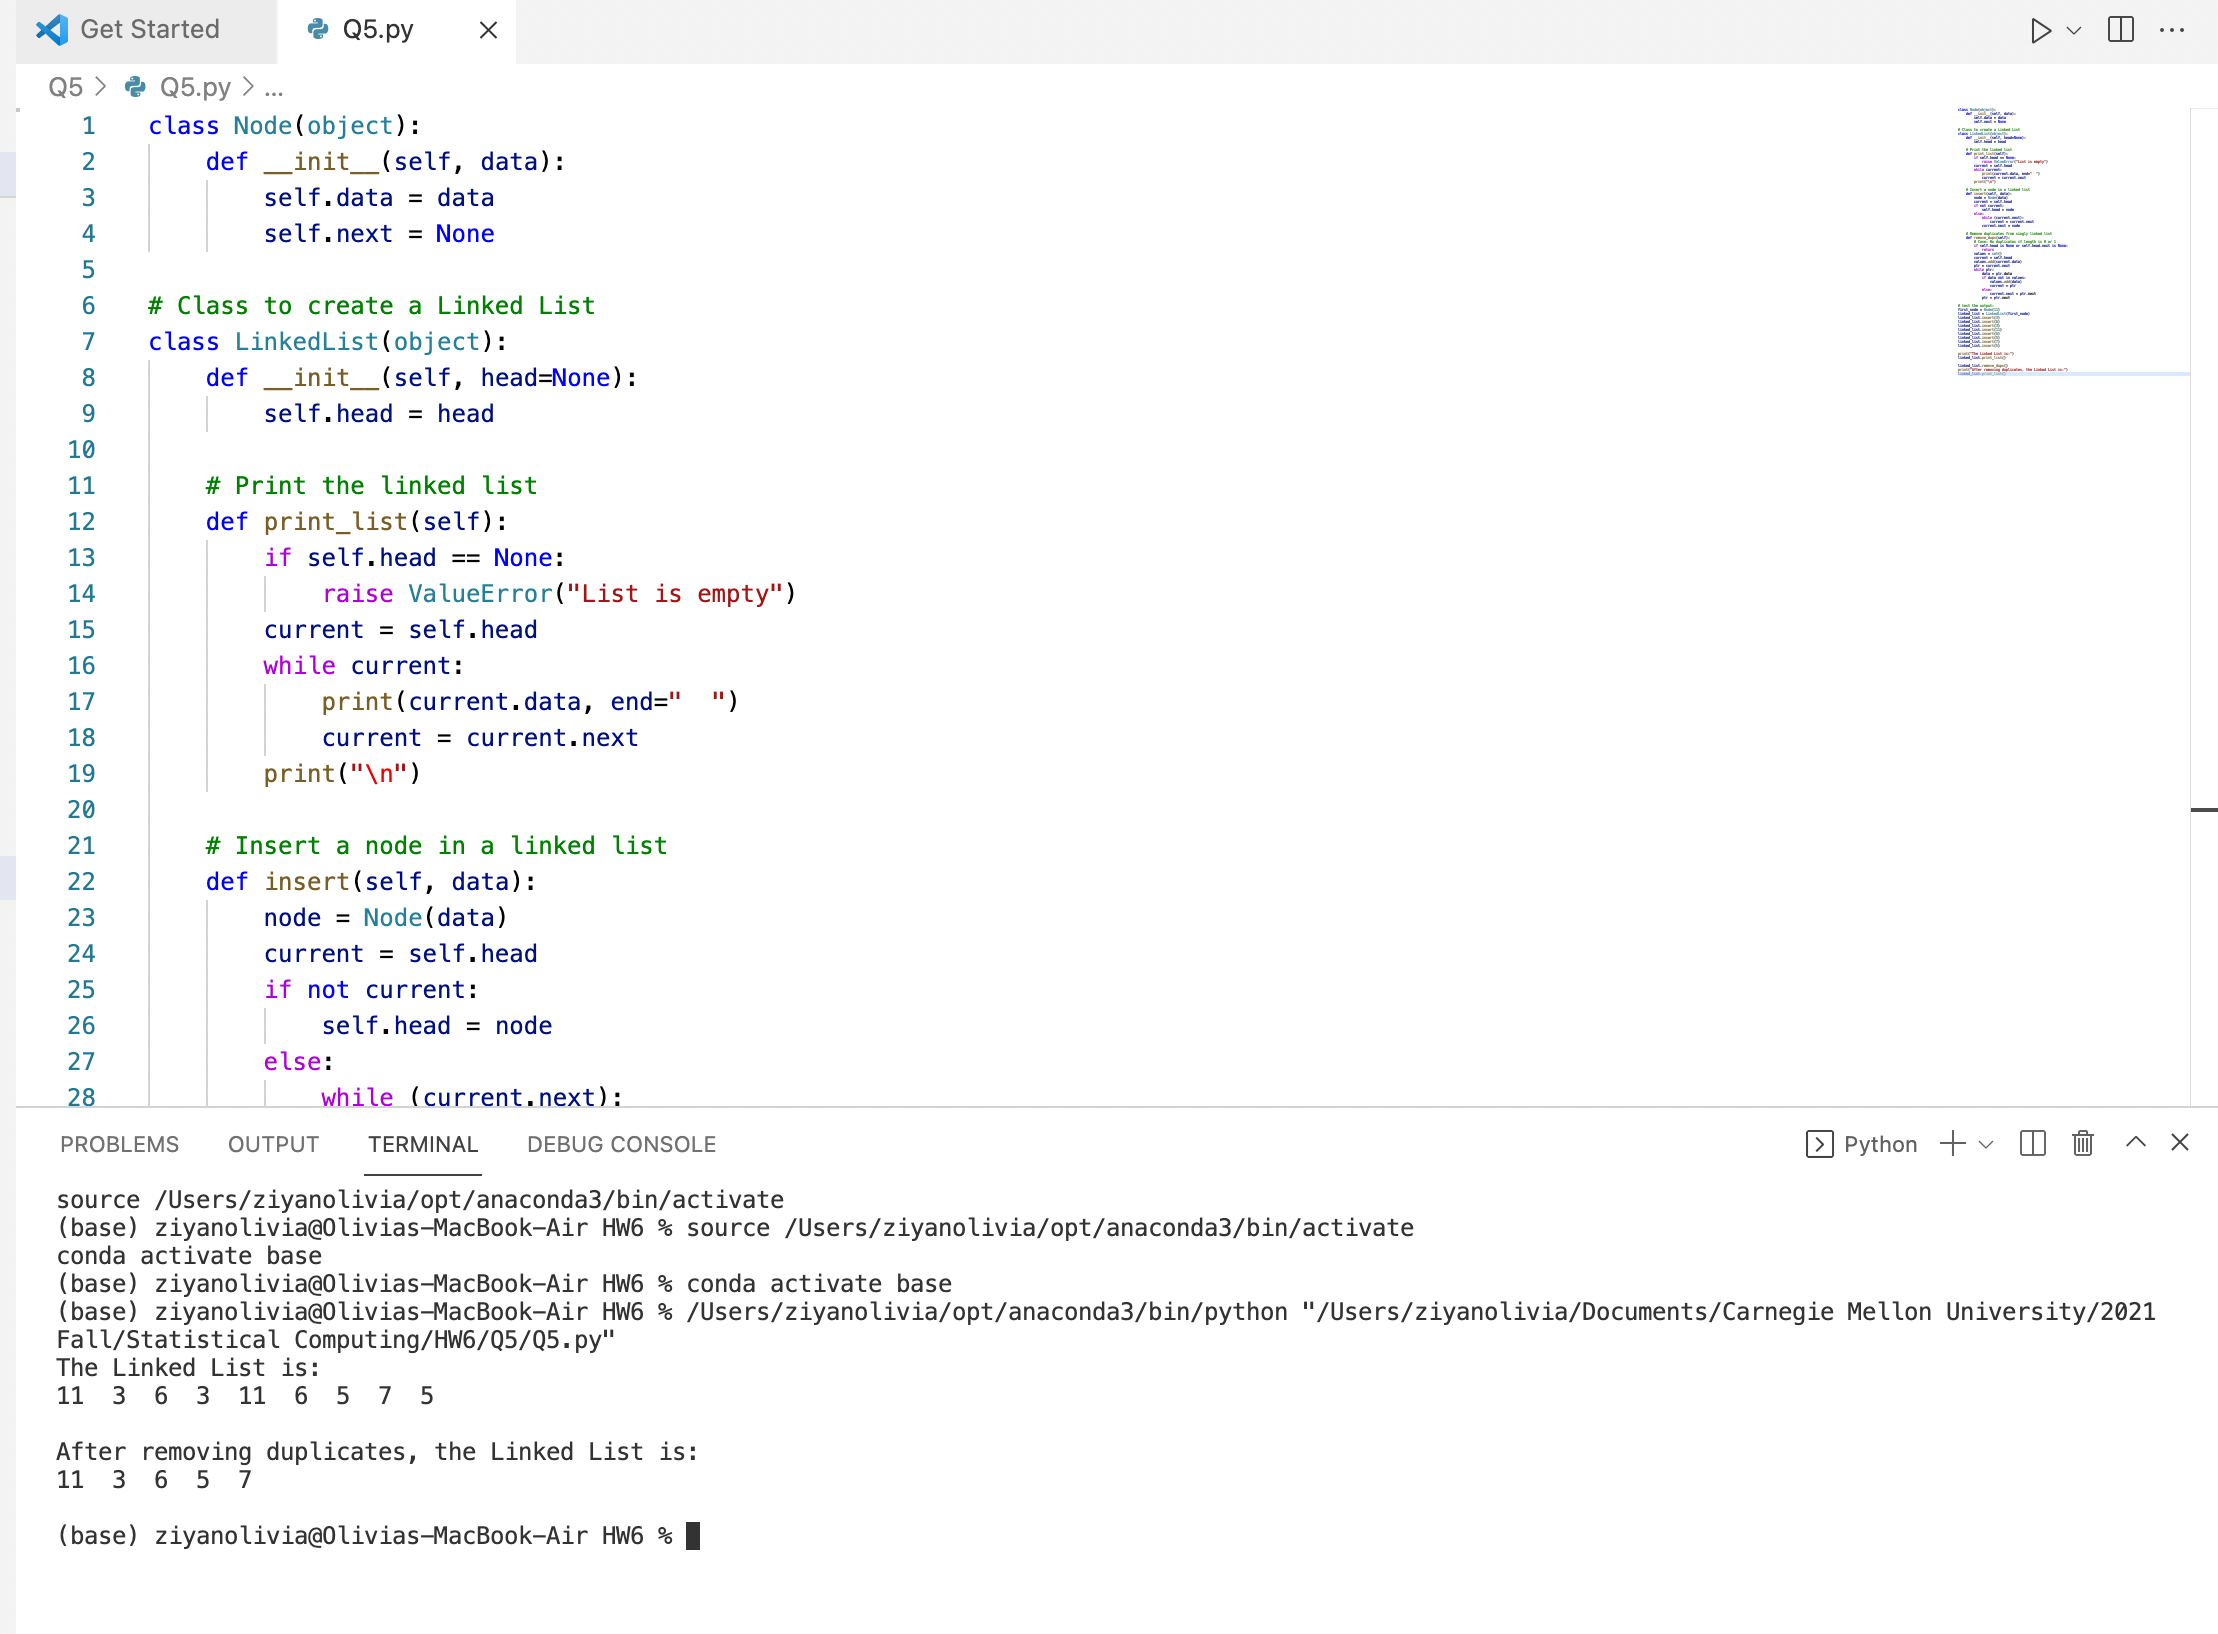 Get Started
Q5.py
Q5 > Q5.py > ...
1 class Node(object):
2     def __init__(self, data):
3         self.data = data
4         self.next = None
5
6 # Class to create a Linked List
7 class LinkedList(object):
8     def __init__(self, head=None):
9         self.head = head
10
11     # Print the linked list
12     def print_list(self):
13         if self.head == None:
14             raise ValueError("List is empty")
15         current = self.head
16         while current:
17             print(current.data, end="  ")
18             current = current.next
19         print("\n")
20
21     # Insert a node in a linked list
22     def insert(self, data):
23         node = Node(data)
24         current = self.head
25         if not current:
26             self.head = node
27         else:
28             while (current.next):
PROBLEMS OUTPUT TERMINAL DEBUG CONSOLE Python
source /Users/ziyanolivia/opt/anaconda3/bin/activate
(base) ziyanolivia@Olivias-MacBook-Air HW6 % source /Users/ziyanolivia/opt/anaconda3/bin/activate
conda activate base
(base) ziyanolivia@Olivias-MacBook-Air HW6 % conda activate base
(base) ziyanolivia@Olivias-MacBook-Air HW6 % /Users/ziyanolivia/opt/anaconda3/bin/python "/Users/ziyanolivia/Documents/Carnegie Mellon University/2021
Fall/Statistical Computing/HW6/Q5/Q5.py"
The Linked List is:
11  3  6  3  11  6  5  7  5
After removing duplicates, the Linked List is:
11  3  6  5  7
(base) ziyanolivia@Olivias-MacBook-Air HW6 %